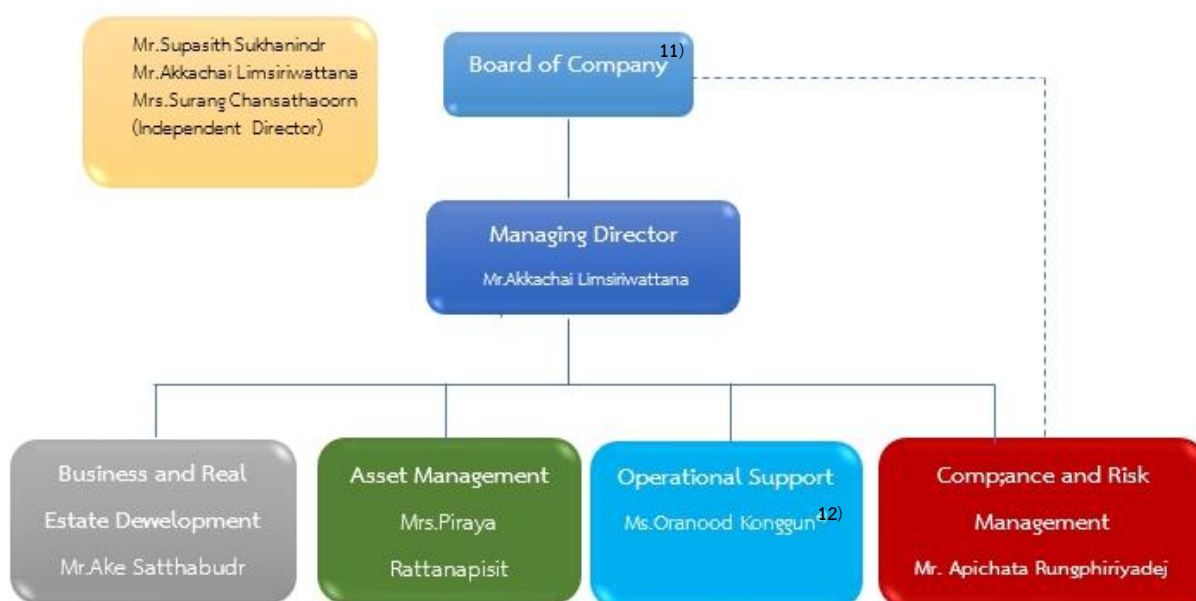 Mr.Supasith Sukhanindr
Mr.Akkachai Limsiriwattana
Mrs.Surang Chansathaoorn
(Independent Director)
Board of Company 11)
Managing Director
Mr.Akkachai Limsiriwattana
Business and Real
Estate Dewelopment
Mr.Ake Satthabudr
Asset Management
Mrs.Piraya
Rattanapisit
Operational Support
Ms.Oranood Konggun 12)
Comp;ance and Risk
Management
Mr. Apichata Rungphiriyadej